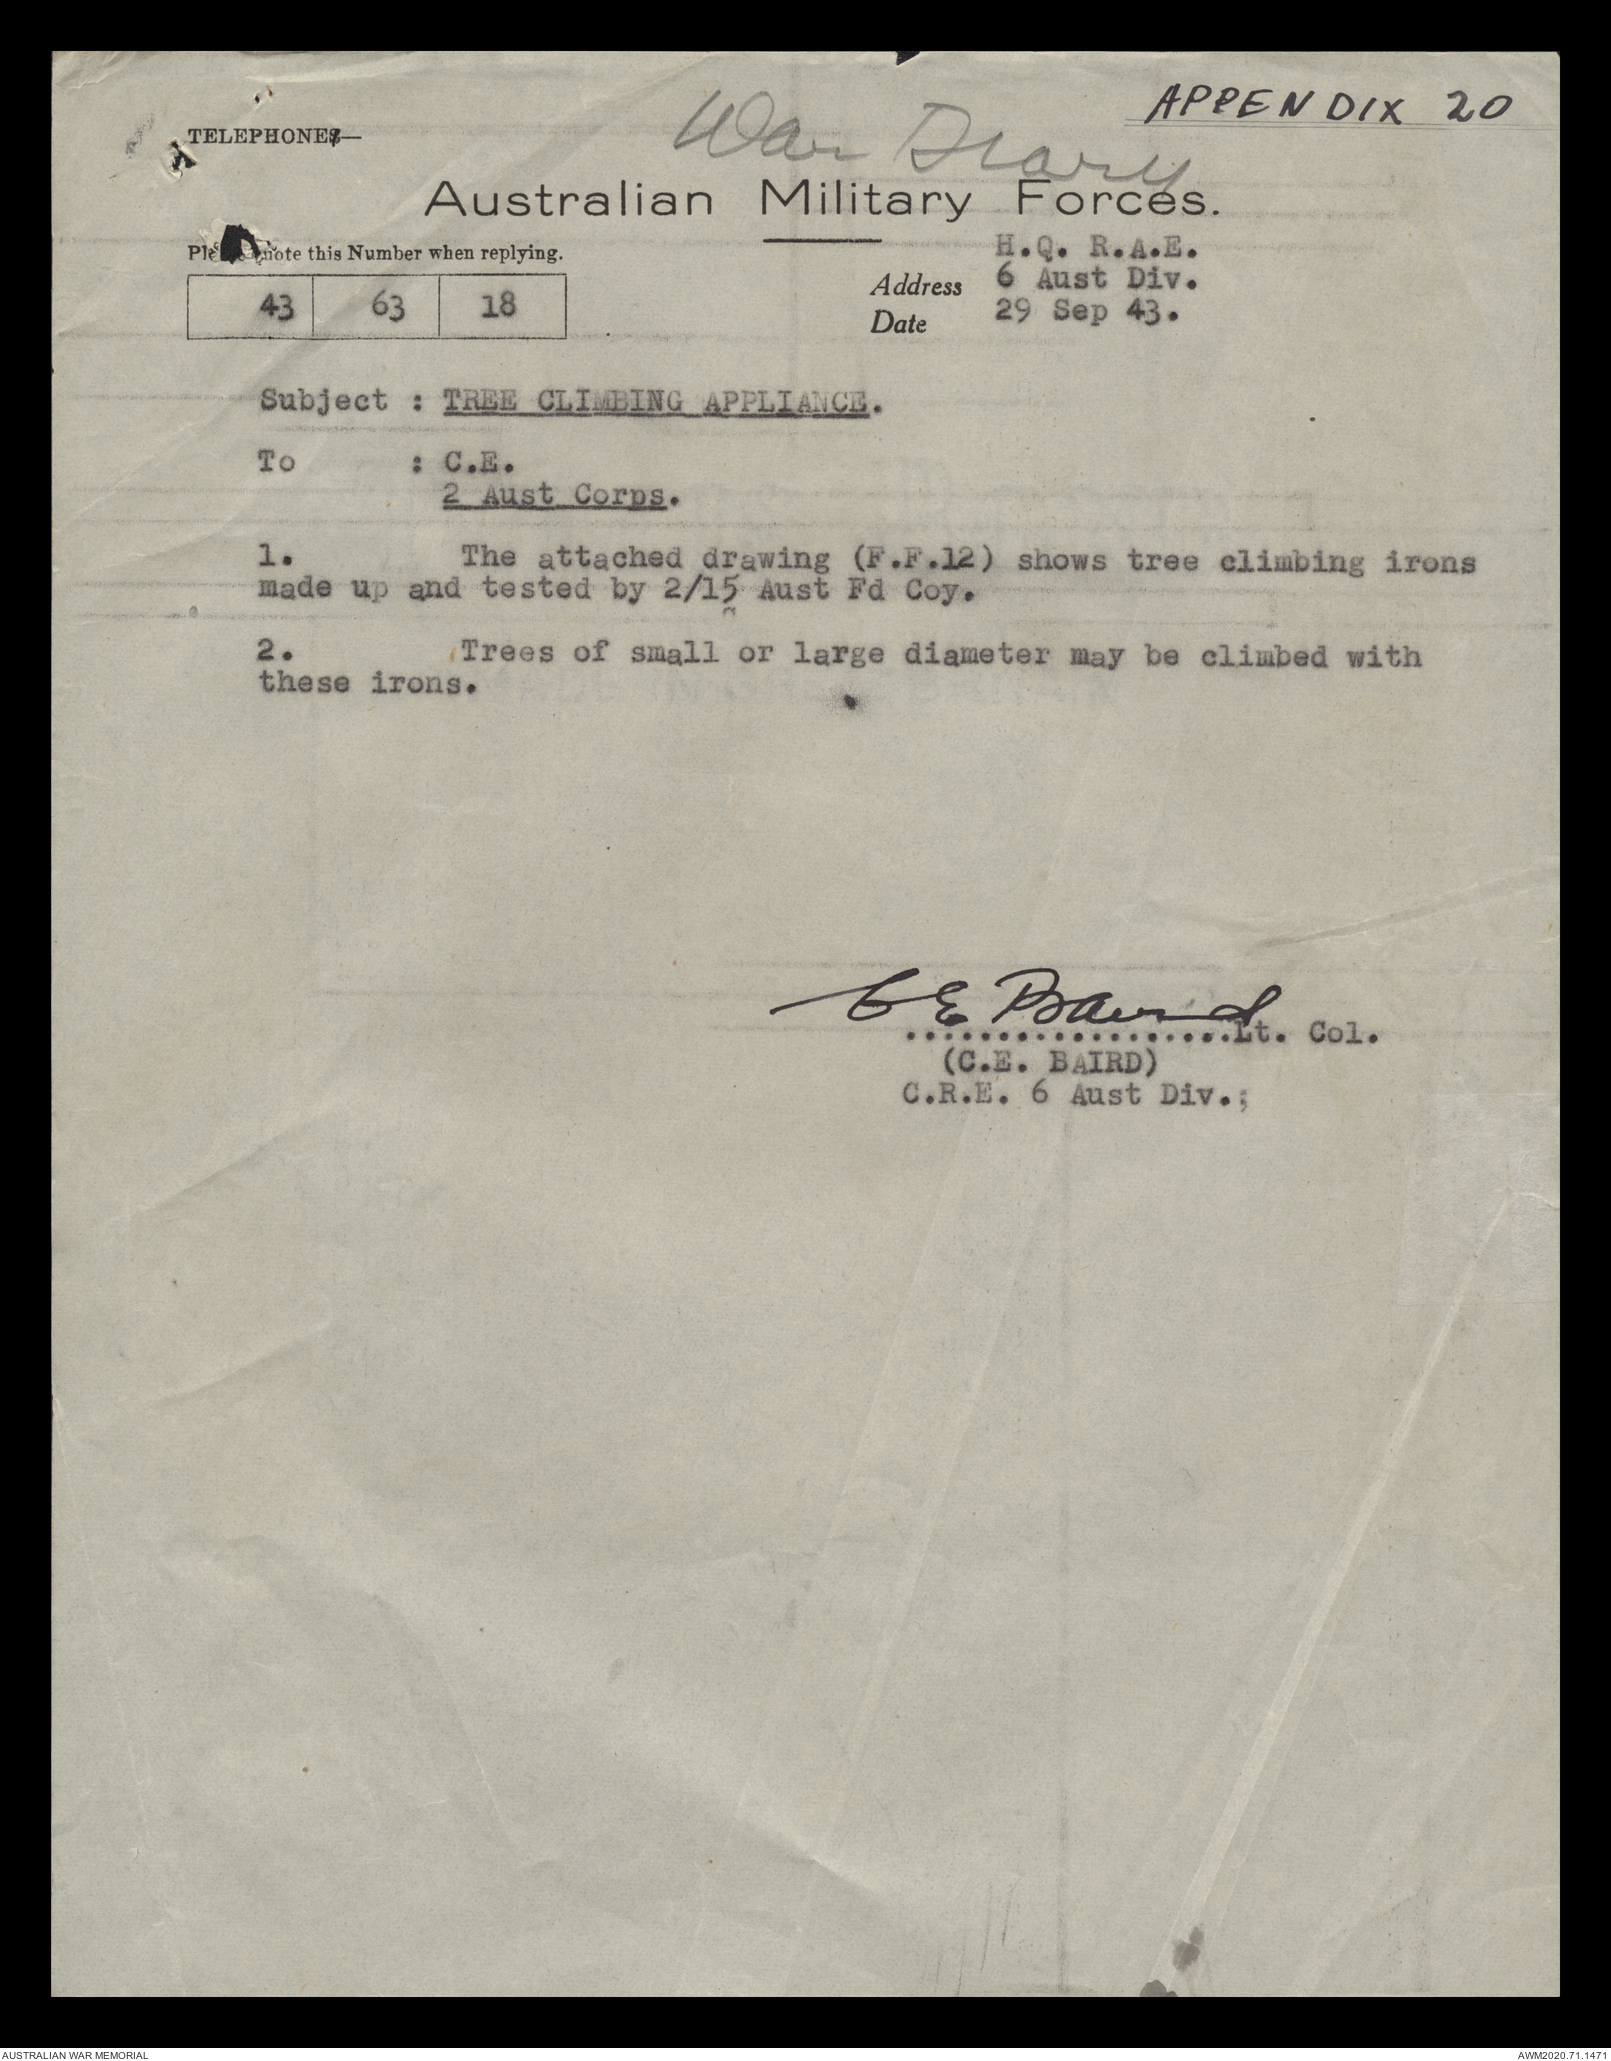 APPENDIX 20
War Diary
TELEPHONE:—
Australian Military Forces.
note this Number when replying.
43 63 18
H.Q. R.A.E.
Address 6 Aust Div.
Date 29 Sep 43.
Subject : TREE CLIMBING APPLIANCE.
To : C.E.
2 Aust Corps.
1. The attached drawing (F.F.12) shows tree climbing irons
made up and tested by 2/15 Aust Fd Coy.
2. Trees of small or large diameter may be climbed with
these irons.
C E Baird
..................Lt. Col.
(C.E. BAIRD)
C.R.E. 6 Aust Div.;
AUSTRALIAN WAR MEMORIAL
AWM2020.71.1471